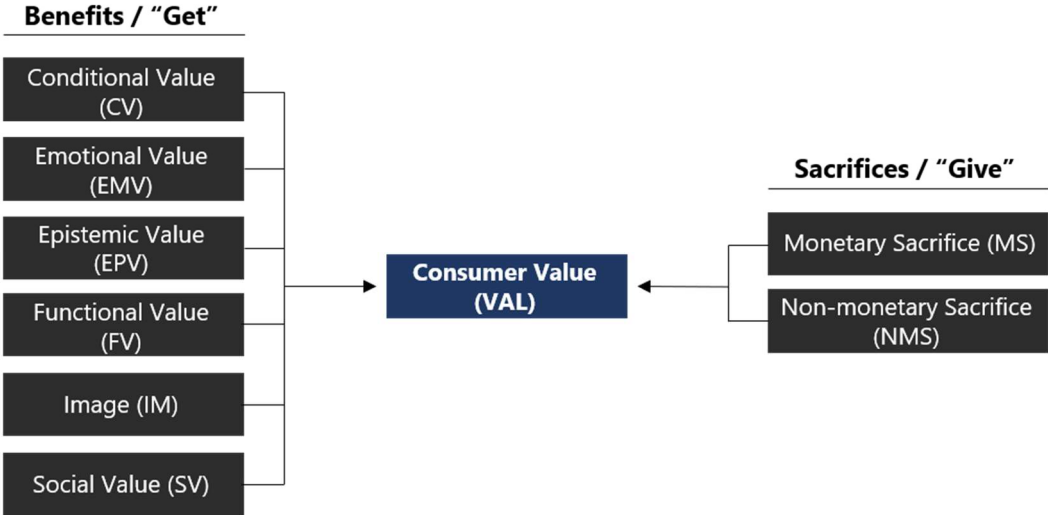 Benefits / “Get”
Conditional Value
(CV)
Emotional Value
(EMV)
Epistemic Value
(EPV)
Functional Value
(FV)
Image (IM)
Social Value (SV)
Consumer Value
(VAL)
Sacrifices / “Give”
Monetary Sacrifice (MS)
Non-monetary Sacrifice
(NMS)